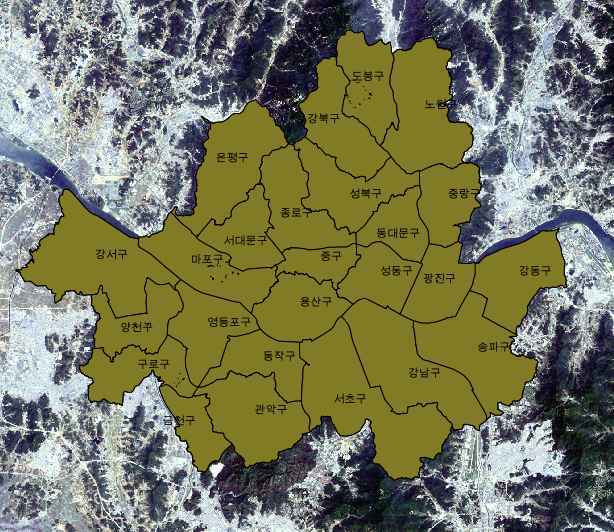 도봉구
노원구
강북구
은평구
성북구
중랑구
종로구
동대문구
서대문구
강서구
중구
마포구
성동구
강동구
광진구
용산구
영등포구
양천구
송파구
동작구
구로구
강남구
서초구
관악구
금천구